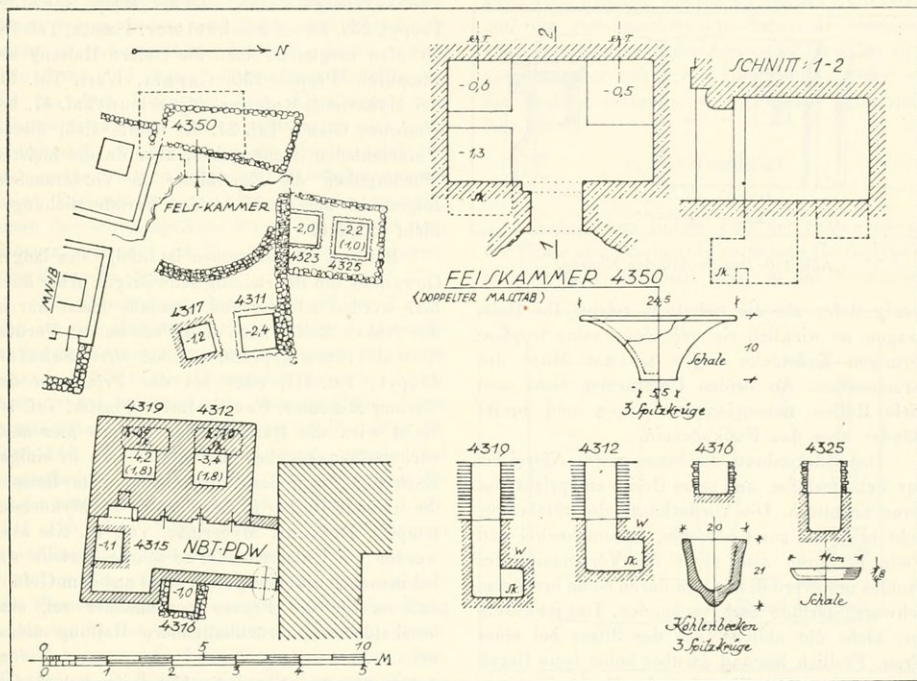 N
4350
FELS-KAMMER
-2,0
4323
-2,2
(1,0)
4325
4317
-1,2
4311
-2,4
4319
4312
-4,2
(1,8)
-3,4
(1,8)
-1,1
NBT-PDW
-1,0
4316
0 5 10
0 1 2 3 4 5 M
2
-0,6
-0,5
-1,3
Sk.
1
FELSKAMMER 4350
(DOPPELTER MASSTAB)
SCHNITT: 1-2
Sk.
24,5
Schale
10
5,5
3 Spitzkrüge
4319
W
Sk.
4312
W
Sk.
4316
20
21
Kohlenbecken
3 Spitzkrüge
4325
Schale